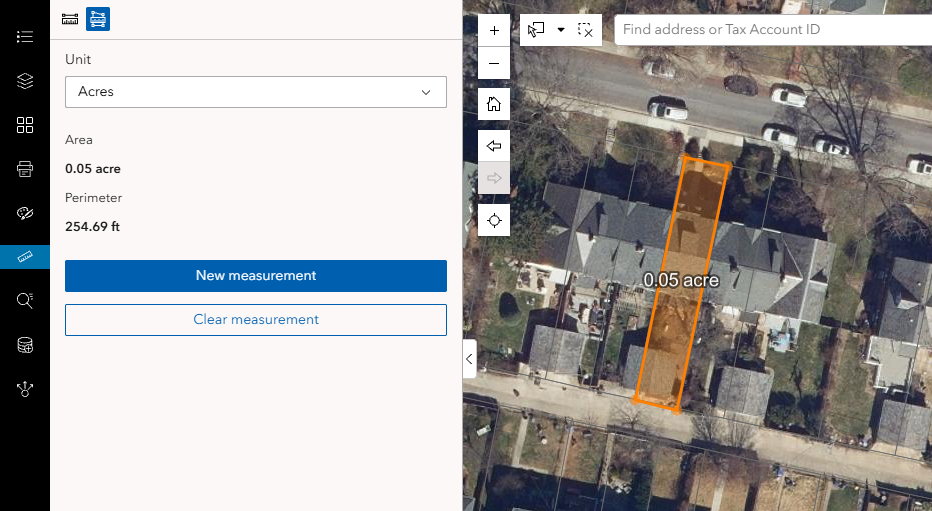 Unit
Acres
Area
0.05 acre
Perimeter
254.69 ft
New measurement
Clear measurement
Find address or Tax Account ID
0.05 acre